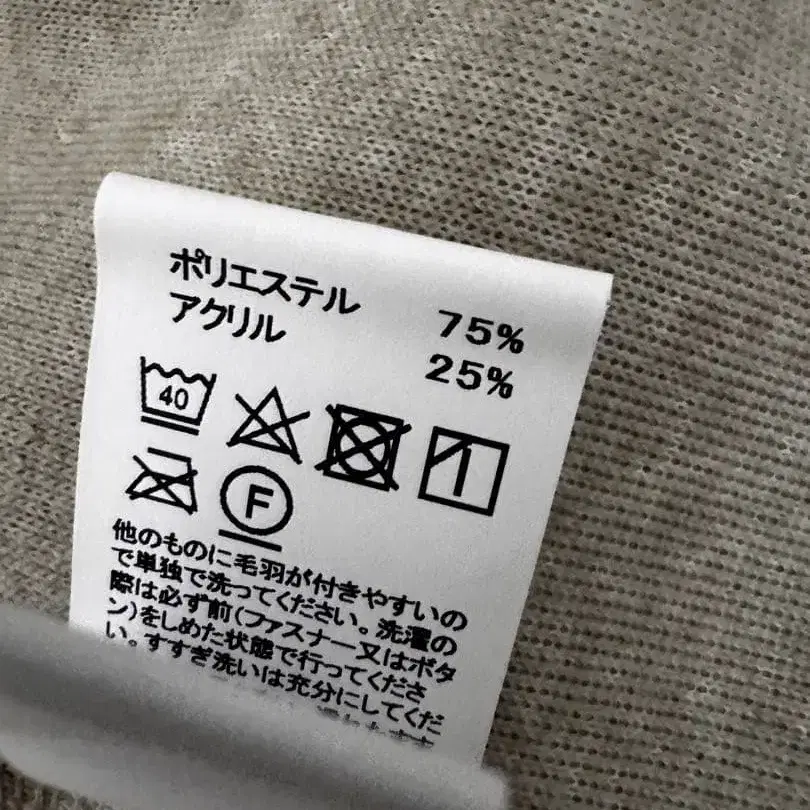 ポリエステル 75%
アクリル 25%
40
F
他のものに毛羽が付きやすいの
で単独で洗ってください。洗濯の
際は必ず前(ファスナー又はボタ
ン)をしめた状態で行ってくださ
い。すすぎ洗いは充分にしてくだ